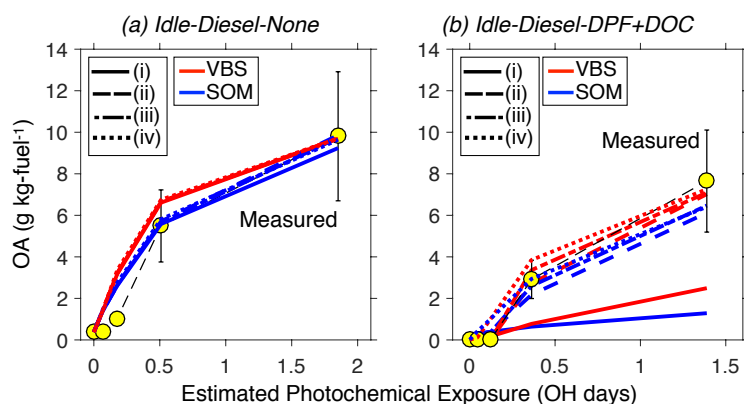 (a) Idle-Diesel-None
(b) Idle-Diesel-DPF+DOC
OA (g kg-fuel-1)
14
12
10
8
6
4
2
0
(i)
(ii)
(iii)
(iv)
VBS
SOM
Measured
0
0.5
1
1.5
2
14
12
10
8
6
4
2
0
(i)
(ii)
(iii)
(iv)
VBS
SOM
Measured
0
0.5
1
1.5
Estimated Photochemical Exposure (OH days)